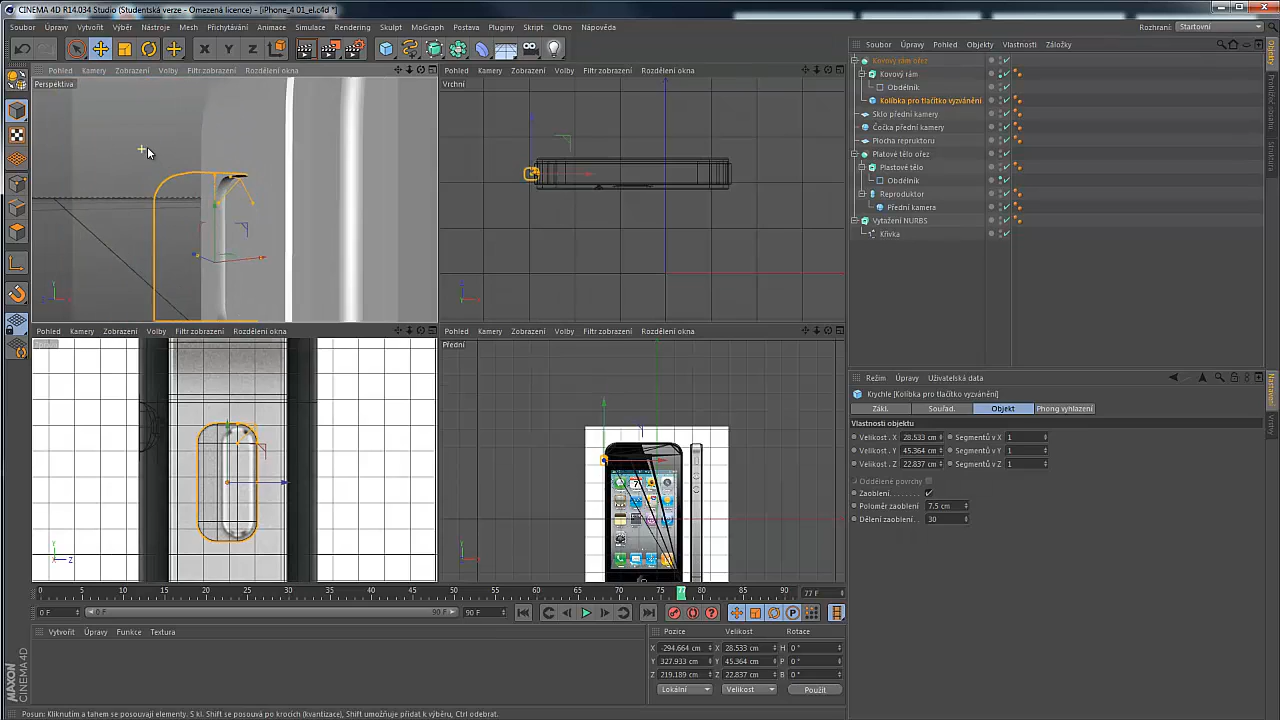 CINEMA 4D R14.034 Studio (Studentská verze - Omezená licence) - [iPhone_4 01_el.c4d *]
Soubor Úpravy Vytvořit Výběr Nástroje Mesh Přichytávání Animace Simulace Rendering Sculpt MoGraph Postava Pluginy Skript Okno Nápověda Rozhraní: Startovní
X Y Z
Soubor Úpravy Pohled Objekty Vlastnosti Záložky
Pohled Kamery Zobrazení Volby Filtr zobrazení Rozdělení okna
Perspektiva
Pohled Kamery Zobrazení Volby Filtr zobrazení Rozdělení okna
Vrchní
Kovový rám ořez
Kovový rám
Obdélník
Kolíbka pro tlačítko vyzvánění
Sklo přední kamery
Čočka přední kamery
Plocha reproduktoru
Platové tělo ořez
Plastové tělo
Obdélník
Reproduktor
Přední kamera
Vytažení NURBS
Křivka
Objekty
Struktura
Pohled Kamery Zobrazení Volby Filtr zobrazení Rozdělení okna
Pohled Kamery Zobrazení Volby Filtr zobrazení Rozdělení okna
Přední
Režim Úpravy Uživatelská data
Krychle [Kolíbka pro tlačítko vyzvánění]
Zákl. Souřad. Objekt Phong vyhlazení
Vlastnosti objektu
Velikost . X 28.533 cm Segmentů v X 1
Velikost . Y 45.364 cm Segmentů v Y 1
Velikost . Z 22.837 cm Segmentů v Z 1
Oddělené povrchy
Zaoblení. . . . . . .
Poloměr zaoblení 7.5 cm
Dělení zaoblení. . 30
Nastavení
Vrstvy
0 5 10 15 20 25 30 35 40 45 50 55 60 65 70 75 77 80 85 90 77 F
0 F 0 F 90 F 90 F
Vytvořit Úpravy Funkce Textura
Pozice Velikost Rotace
X -294.664 cm X 28.533 cm H 0 °
Y 327.933 cm Y 45.364 cm P 0 °
Z 219.189 cm Z 22.837 cm B 0 °
Lokální Velikost Použít
MAXON CINEMA 4D
Posun: Kliknutím a tahem se posouvají elementy. S kl. Shift se posouvá po krocích (kvantizace), Shift umožňuje přidat k výběru, Ctrl odebrat.